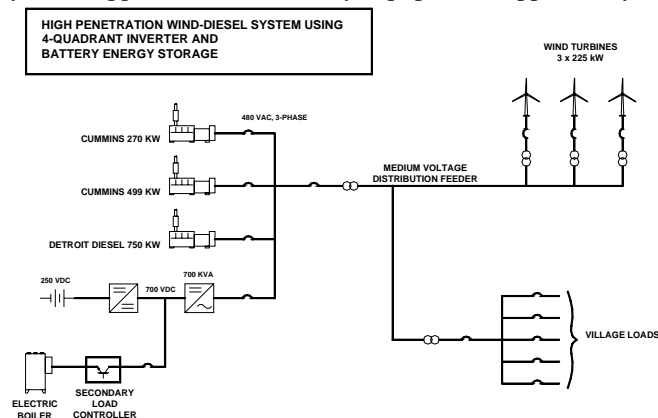 HIGH PENETRATION WIND-DIESEL SYSTEM USING
4-QUADRANT INVERTER AND
BATTERY ENERGY STORAGE
WIND TURBINES
3 x 225 kW
480 VAC, 3-PHASE
CUMMINS 270 KW
MEDIUM VOLTAGE
DISTRIBUTION FEEDER
CUMMINS 499 KW
DETROIT DIESEL 750 KW
250 VDC
700 VDC
700 KVA
VILLAGE LOADS
ELECTRIC
BOILER
SECONDARY
LOAD
CONTROLLER